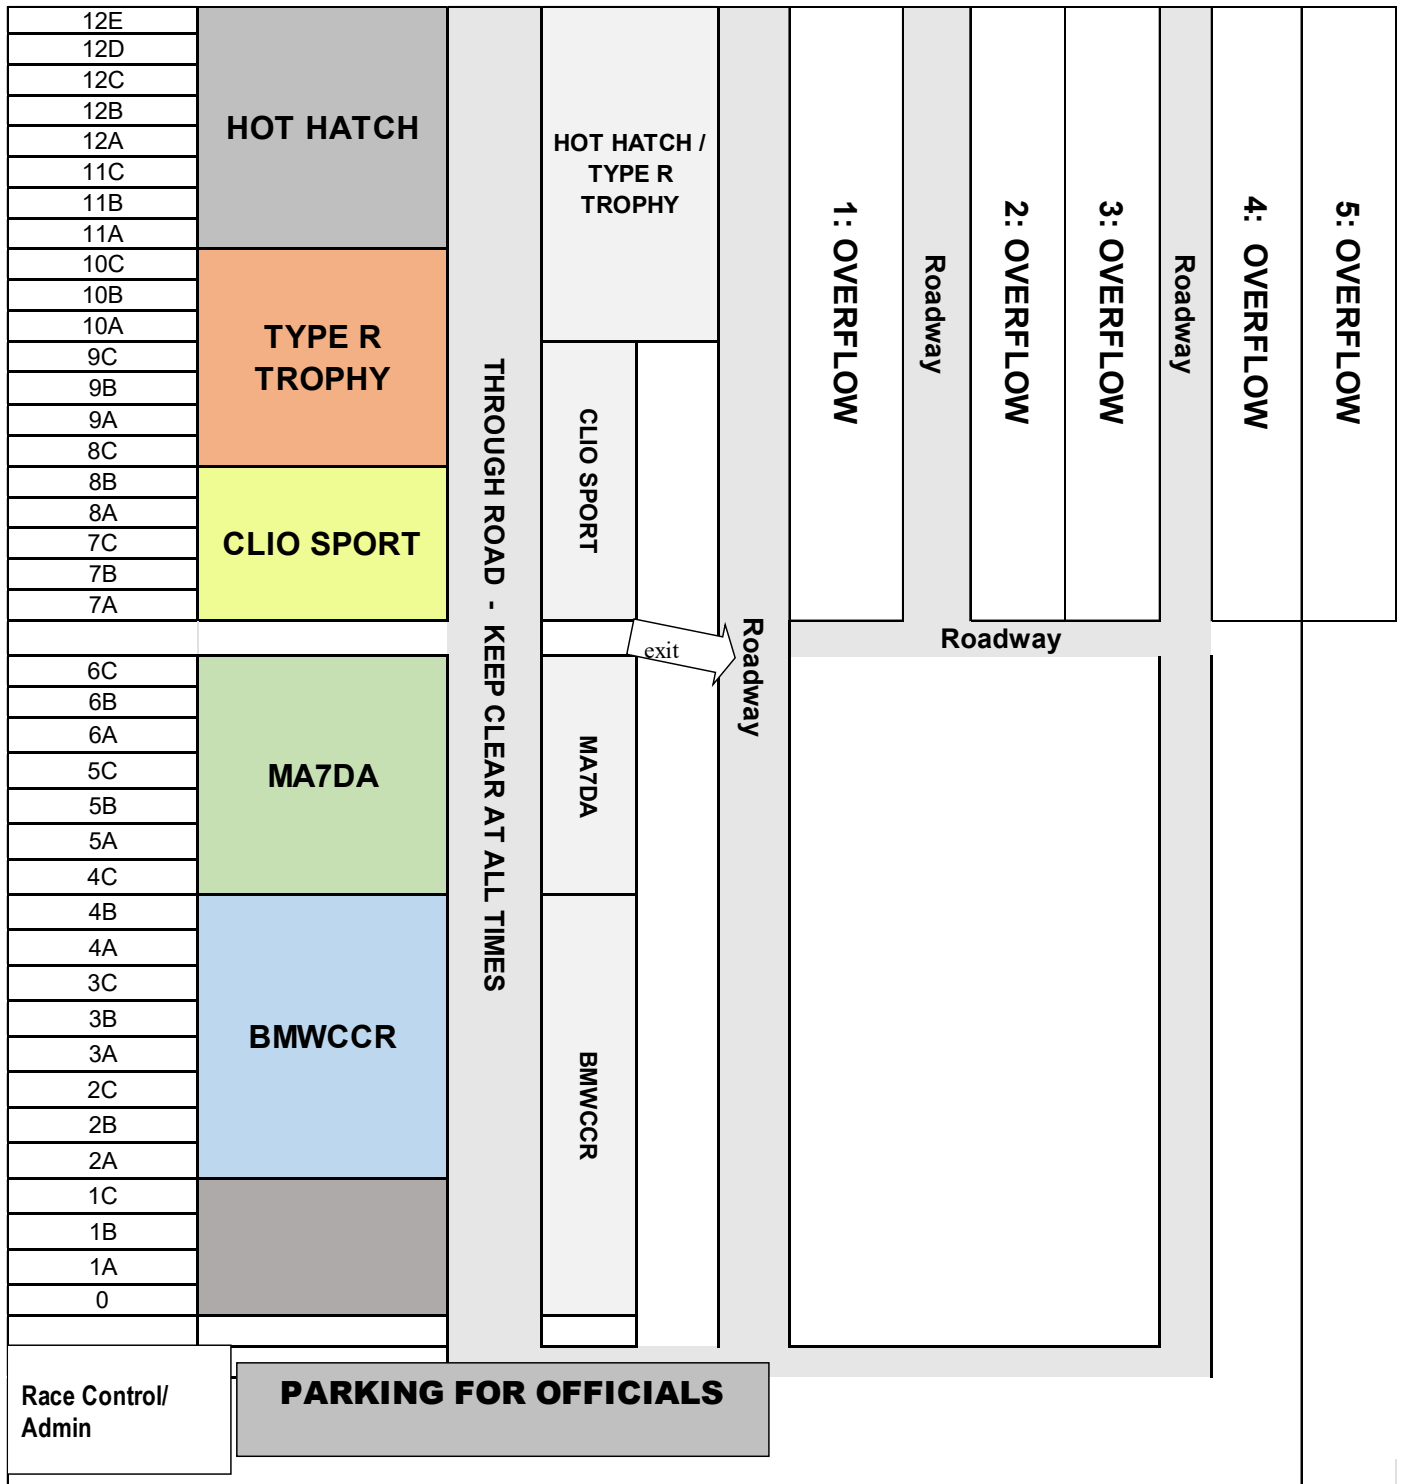 12E
12D
12C
12B
12A
11C
11B
11A
10C
10B
10A
9C
9B
9A
8C
8B
8A
7C
7B
7A
6C
6B
6A
5C
5B
5A
4C
4B
4A
3C
3B
3A
2C
2B
2A
1C
1B
1A
0
HOT HATCH
TYPE R
TROPHY
CLIO SPORT
MA7DA
BMWCCR
THROUGH ROAD - KEEP CLEAR AT ALL TIMES
HOT HATCH /
TYPE R
TROPHY
CLIO SPORT
MA7DA
BMWCCR
exit
Roadway
1: OVERFLOW
Roadway
2: OVERFLOW
3: OVERFLOW
Roadway
4: OVERFLOW
5: OVERFLOW
Roadway
Race Control/
Admin
PARKING FOR OFFICIALS